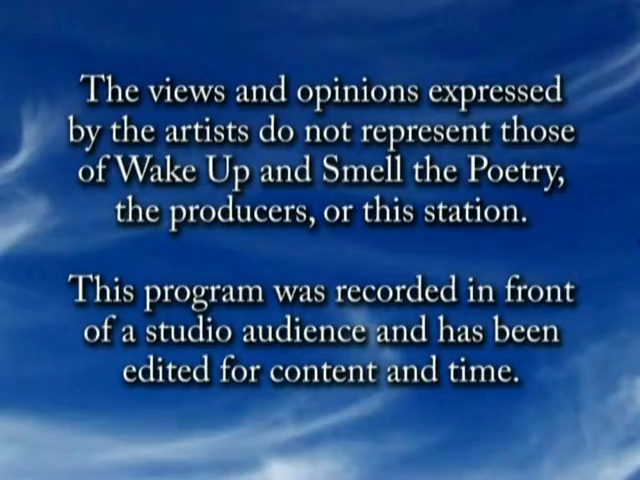 The views and opinions expressed
by the artists do not represent those
of Wake Up and Smell the Poetry,
the producers, or this station.
This program was recorded in front
of a studio audience and has been
edited for content and time.